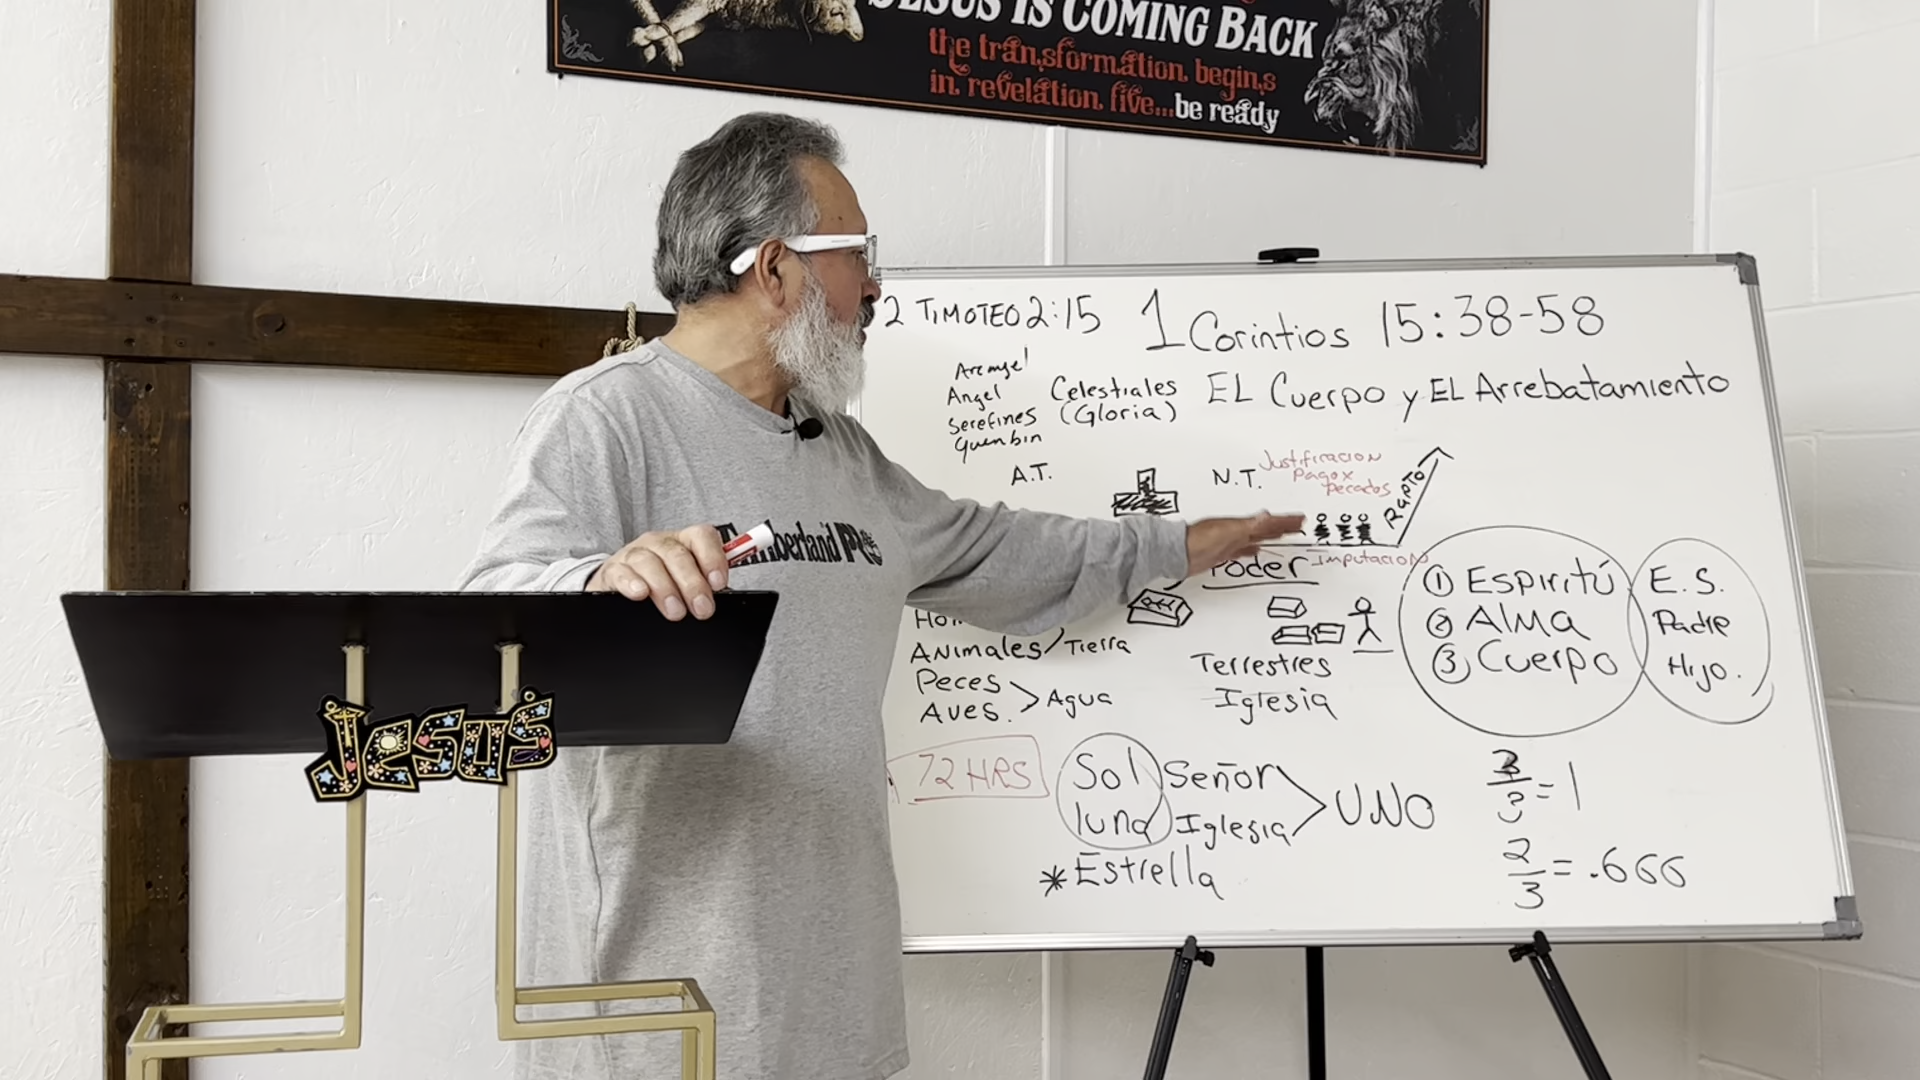 JESUS IS COMING BACK
the transformation begins
in revelation five...be ready
2 TIMOTEO 2:15
1 Corintios 15:38-58
Arcangel
Angel
Serefines
Querubin
Celestiales
(Gloria)
EL Cuerpo y EL Arrebatamiento
A.T.
N.T.
Justificacion
Pago x
pecados
RAPTO
Poder
Imputacion
Animales / Tierra
Peces
Aves.
> Agua
Terrestres
Iglesia
① Espiritú
② Alma
③ Cuerpo
E.S.
Padre
Hijo.
72 HRS
Sol
luna
Señor
Iglesia
> UNO
* Estrella
3/3 = 1
2/3 = .666
Timberland PRO
Jesus